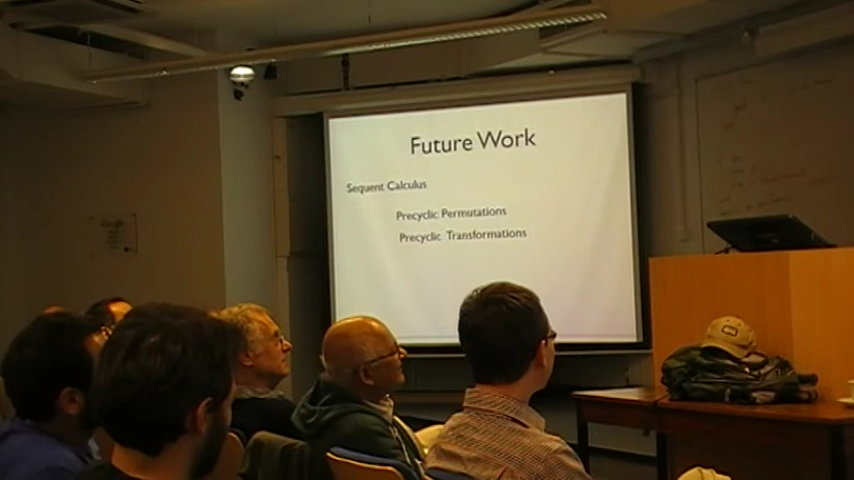 Future Work
Sequent Calculus
Precyclic Permutations
Precyclic Transformations